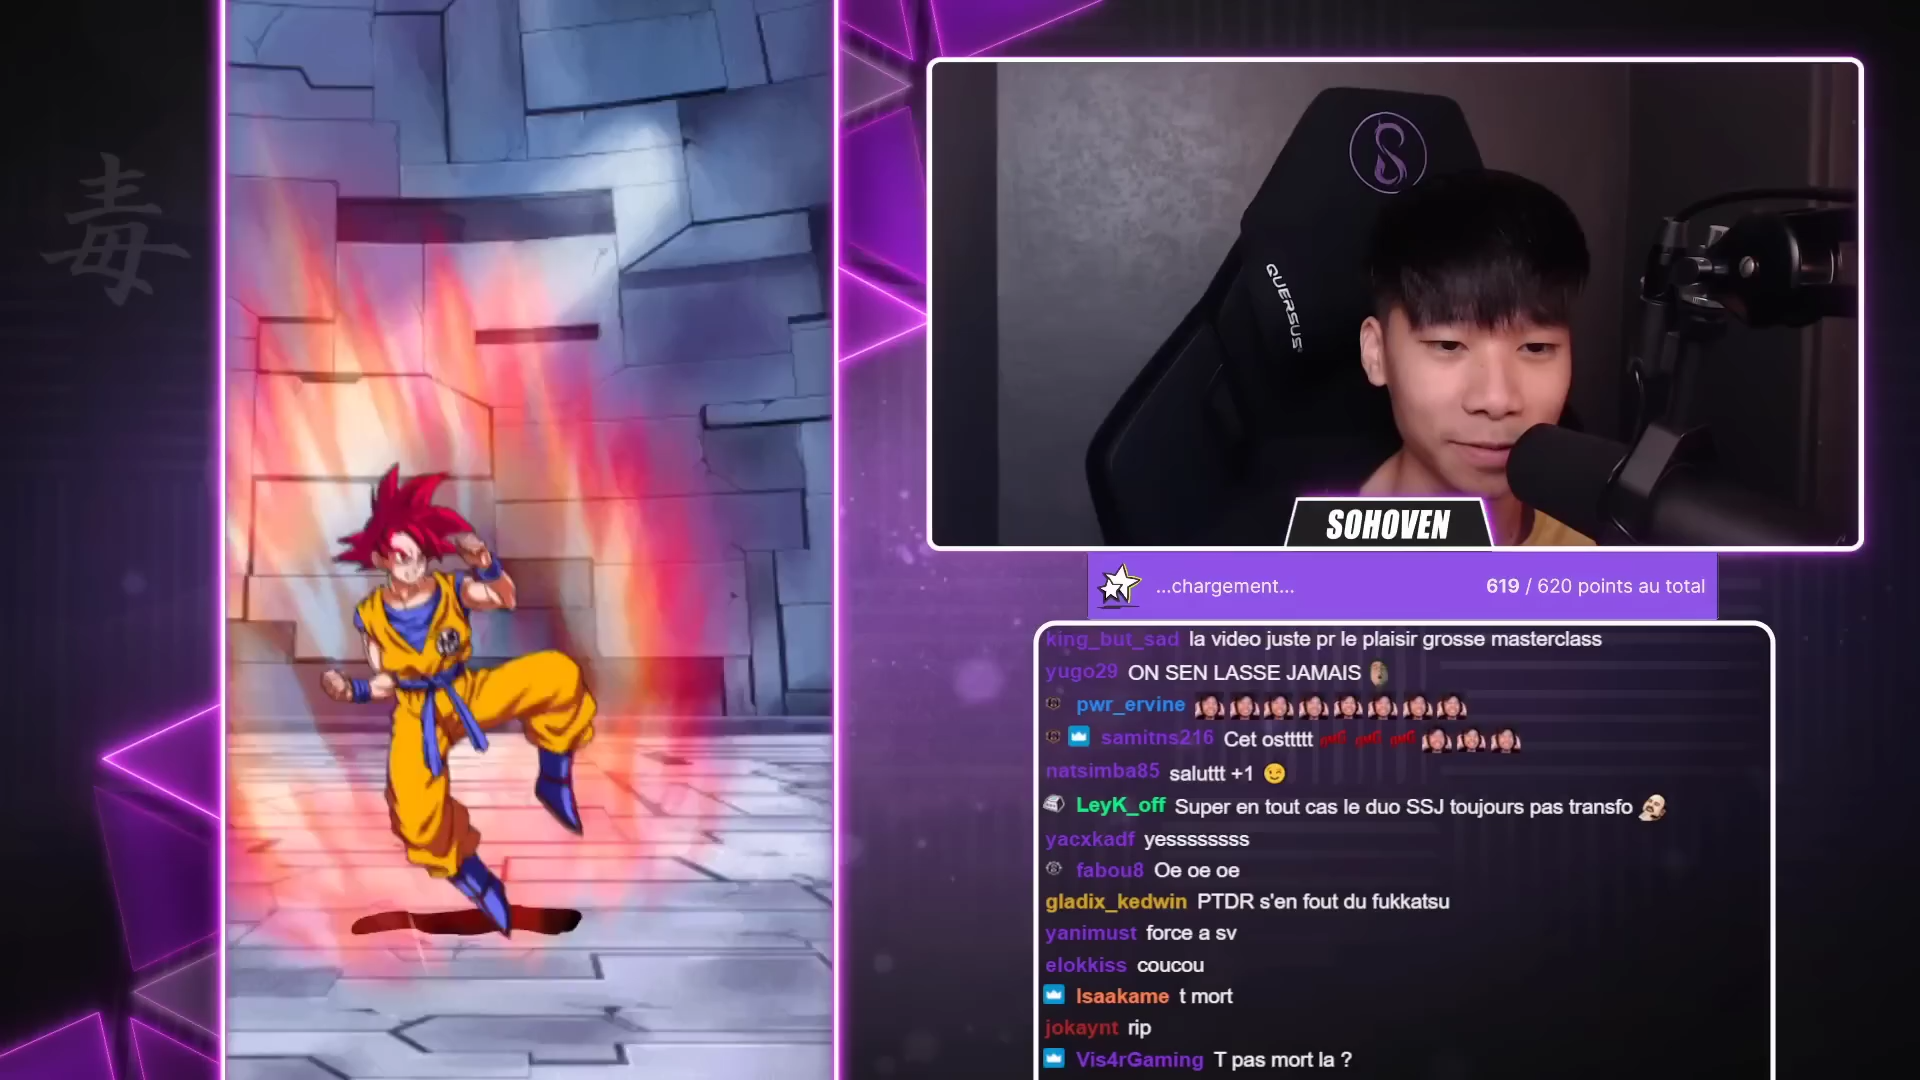 毒
QUERSUS
SOHOVEN
...chargement... 619 / 620 points au total
king_but_sad la video juste pr le plaisir grosse masterclass
yugo29 ON SEN LASSE JAMAIS
pwr_ervine
samitns216 Cet osttttt
natsimba85 saluttt +1
LeyK_off Super en tout cas le duo SSJ toujours pas transfo
yacxkadf yesssssssss
fabou8 Oe oe oe
gladix_kedwin PTDR s'en fout du fukkatsu
yanimust force a sv
elokkiss coucou
Isaakame t mort
jokaynt rip
Vis4rGaming T pas mort la ?